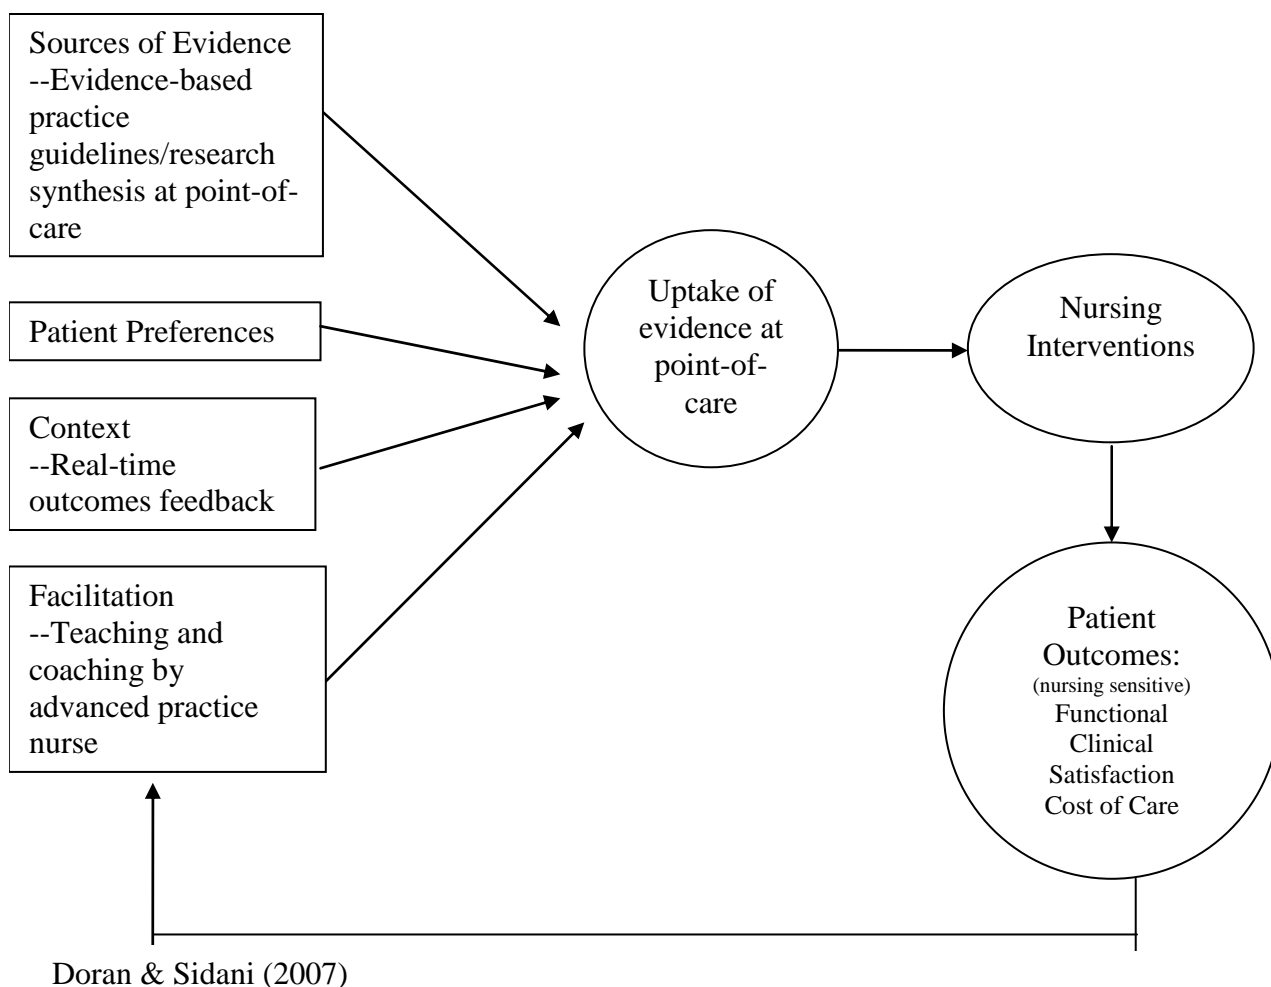 Sources of Evidence
--Evidence-based
practice
guidelines/research
synthesis at point-of-
care
Patient Preferences
Context
--Real-time
outcomes feedback
Facilitation
--Teaching and
coaching by
advanced practice
nurse
Uptake of
evidence at
point-of-
care
Nursing
Interventions
Patient
Outcomes:
(nursing sensitive)
Functional
Clinical
Satisfaction
Cost of Care
Doran & Sidani (2007)